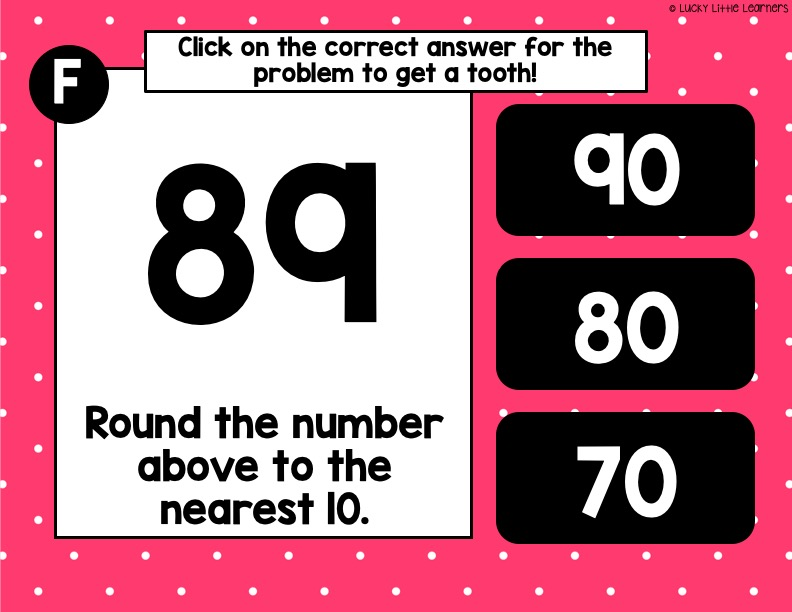 © Lucky Little Learners
Click on the correct answer for the
problem to get a tooth!
F
89
Round the number
above to the
nearest 10.
90
80
70